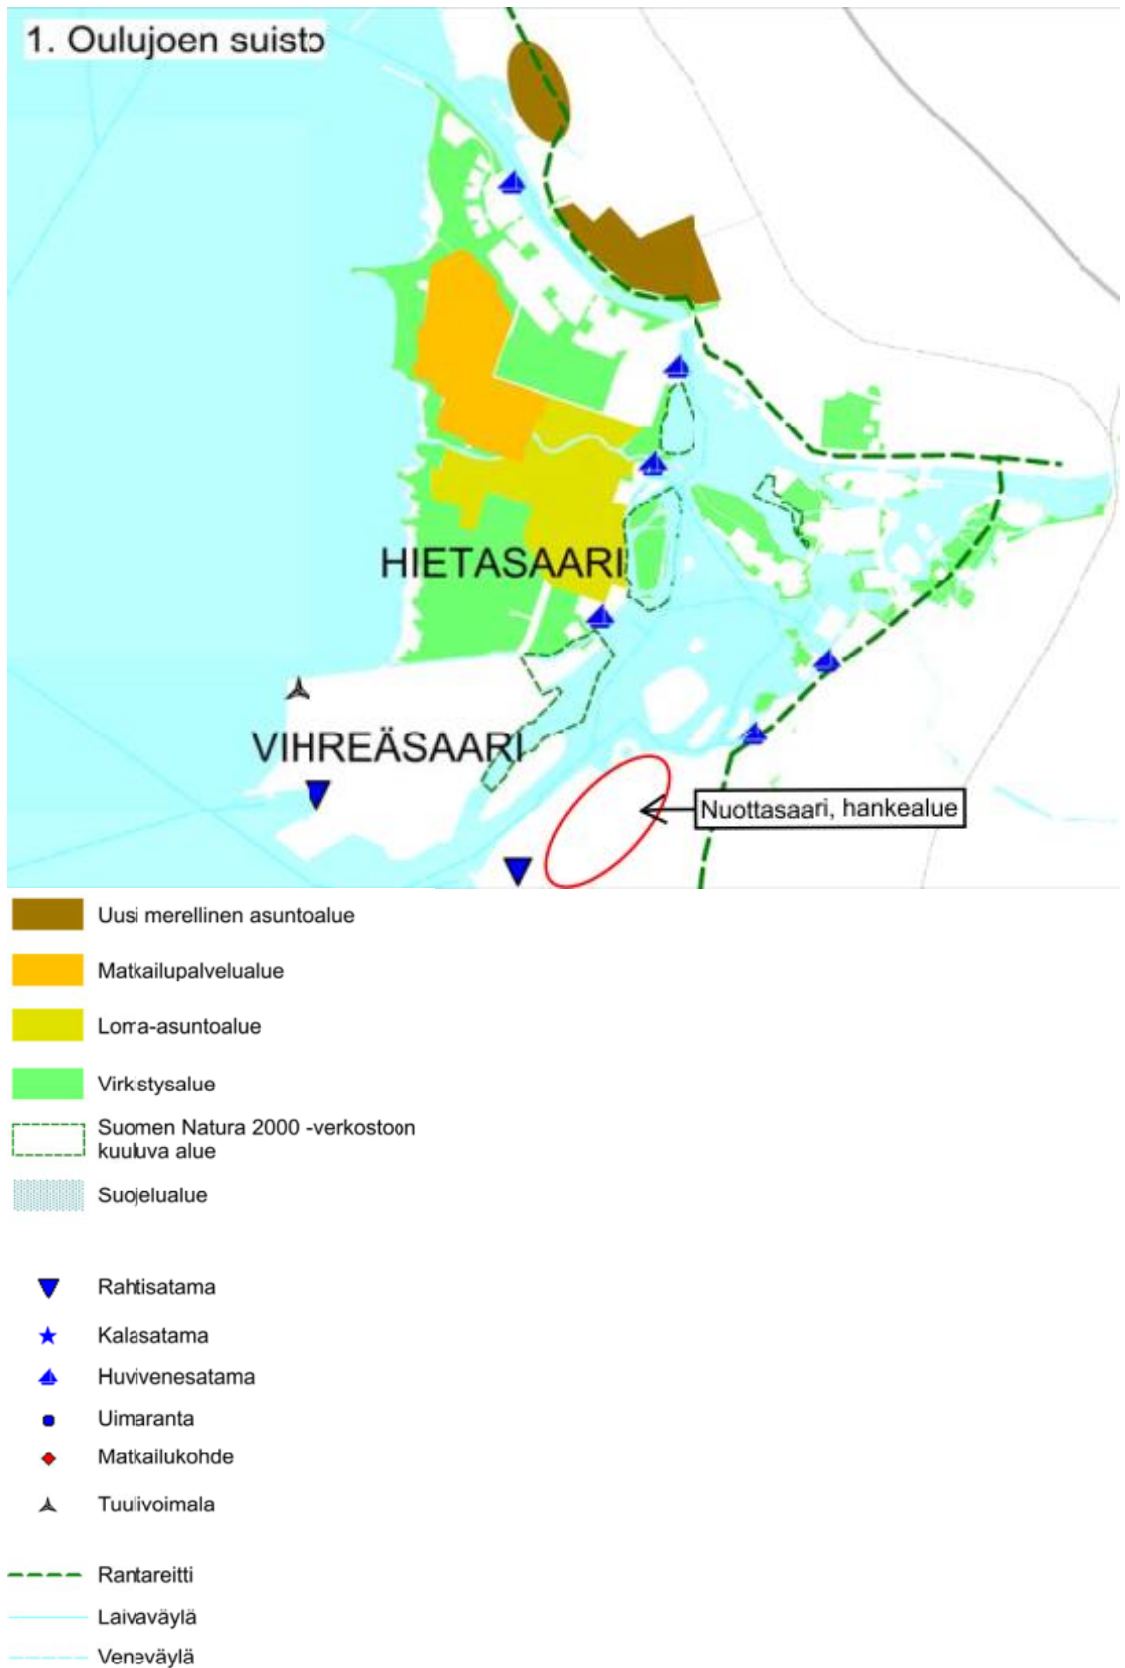 1. Oulujoen suisto
HIETASAARI
VIHREÄSAARI
Nuottasaari, hankealue
Uusi merellinen asuntoalue
Matkailupalvelualue
Loma-asuntoalue
Virkistysalue
Suomen Natura 2000 -verkostoon
kuuluva alue
Suojelualue
Rahtisatama
Kalasatama
Huvivenesatama
Uimaranta
Matkailukohde
Tuulivoimala
Rantareitti
Laivaväylä
Veneväylä